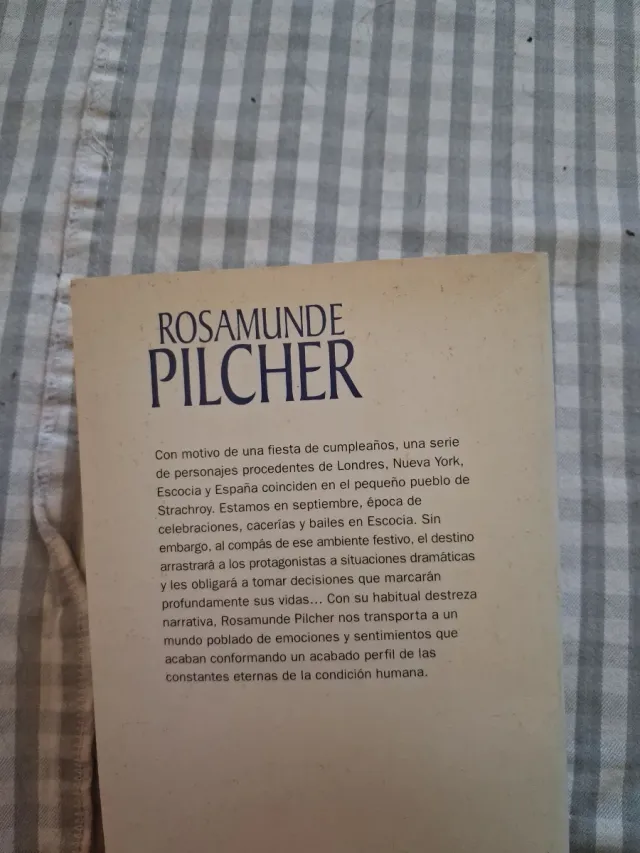 ROSAMUNDE
PILCHER
Con motivo de una fiesta de cumpleaños, una serie
de personajes procedentes de Londres, Nueva York,
Escocia y España coinciden en el pequeño pueblo de
Strachroy. Estamos en septiembre, época de
celebraciones, cacerías y bailes en Escocia. Sin
embargo, al compás de ese ambiente festivo, el destino
arrastrará a los protagonistas a situaciones dramáticas
y les obligará a tomar decisiones que marcarán
profundamente sus vidas... Con su habitual destreza
narrativa, Rosamunde Pilcher nos transporta a un
mundo poblado de emociones y sentimientos que
acaban conformando un acabado perfil de las
constantes eternas de la condición humana.